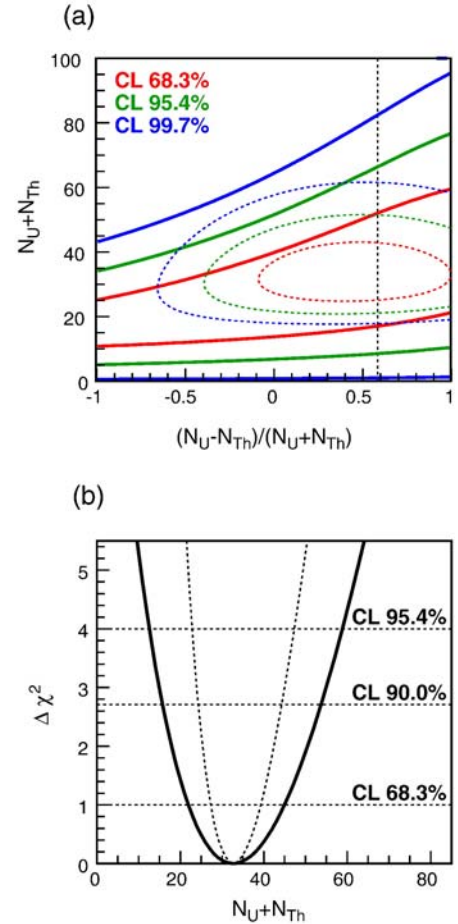 (a)
CL 68.3%
CL 95.4%
CL 99.7%
100
80
60
40
20
0
N_U+N_Th
-1 -0.5 0 0.5 1
(N_U-N_Th)/(N_U+N_Th)
(b)
5
4
3
2
1
0
Δ χ²
CL 95.4%
CL 90.0%
CL 68.3%
0 20 40 60 80
N_U+N_Th